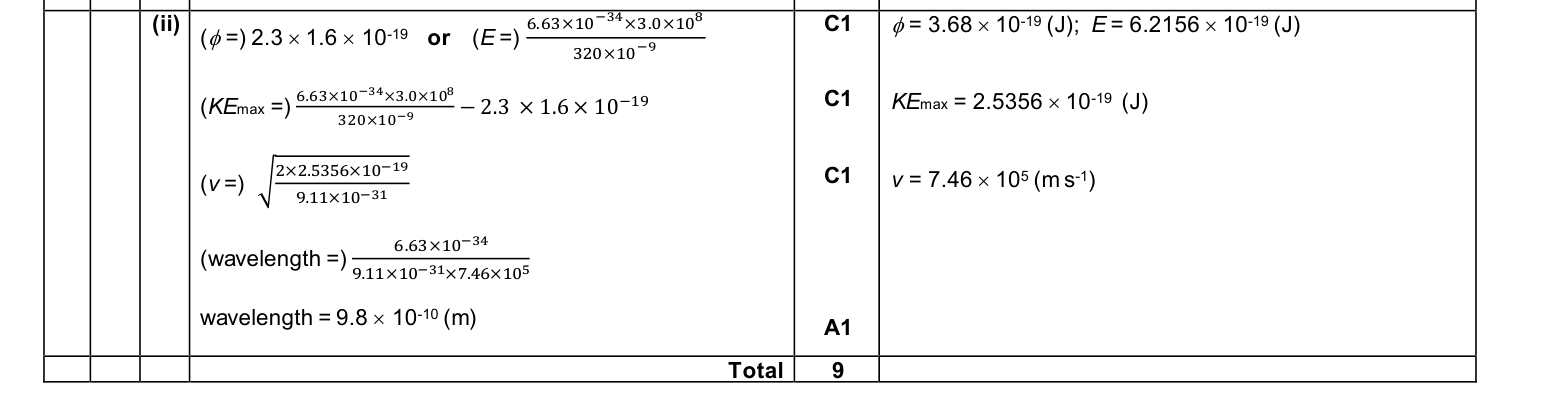 (ii) (ϕ =) 2.3 × 1.6 × 10⁻¹⁹ or (E =) 6.63×10⁻³⁴×3.0×10⁸ / 320×10⁻⁹ C1 ϕ = 3.68 × 10⁻¹⁹ (J); E = 6.2156 × 10⁻¹⁹ (J)
(KEmax =) 6.63×10⁻³⁴×3.0×10⁸ / 320×10⁻⁹ − 2.3 × 1.6 × 10⁻¹⁹ C1 KEmax = 2.5356 × 10⁻¹⁹ (J)
(v =) √(2×2.5356×10⁻¹⁹ / 9.11×10⁻³¹) C1 v = 7.46 × 10⁵ (m s⁻¹)
(wavelength =) 6.63×10⁻³⁴ / 9.11×10⁻³¹×7.46×10⁵
wavelength = 9.8 × 10⁻¹⁰ (m) A1
Total 9